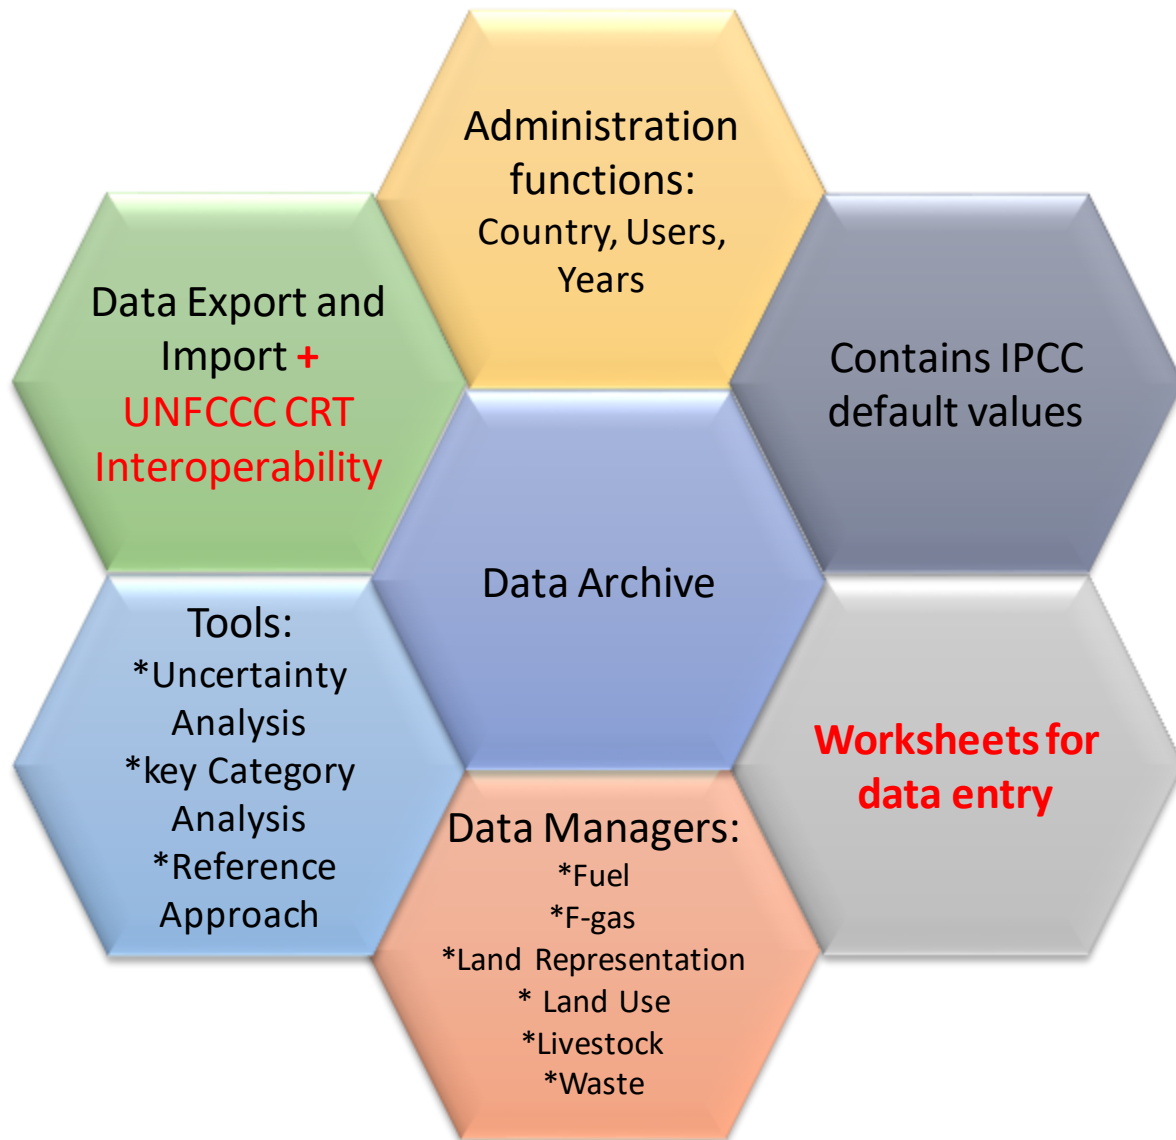 Administration
functions:
Country, Users,
Years
Data Export and
Import +
UNFCCC CRT
Interoperability
Contains IPCC
default values
Data Archive
Tools:
*Uncertainty
Analysis
*key Category
Analysis
*Reference
Approach
Worksheets for
data entry
Data Managers:
*Fuel
*F-gas
*Land Representation
* Land Use
*Livestock
*Waste